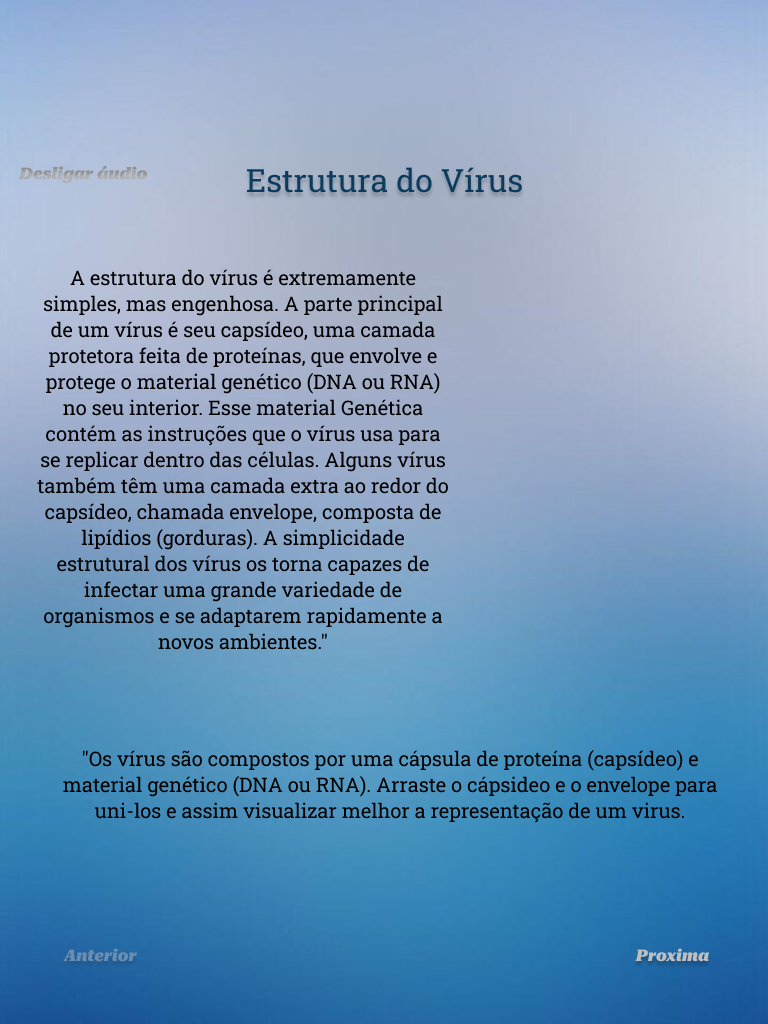 Desligar áudio
Estrutura do Vírus
A estrutura do vírus é extremamente
simples, mas engenhosa. A parte principal
de um vírus é seu capsídeo, uma camada
protetora feita de proteínas, que envolve e
protege o material genético (DNA ou RNA)
no seu interior. Esse material Genética
contém as instruções que o vírus usa para
se replicar dentro das células. Alguns vírus
também têm uma camada extra ao redor do
capsídeo, chamada envelope, composta de
lipídios (gorduras). A simplicidade
estrutural dos vírus os torna capazes de
infectar uma grande variedade de
organismos e se adaptarem rapidamente a
novos ambientes."
"Os vírus são compostos por uma cápsula de proteína (capsídeo) e
material genético (DNA ou RNA). Arraste o cápsideo e o envelope para
uni-los e assim visualizar melhor a representação de um virus.
Anterior
Proxima